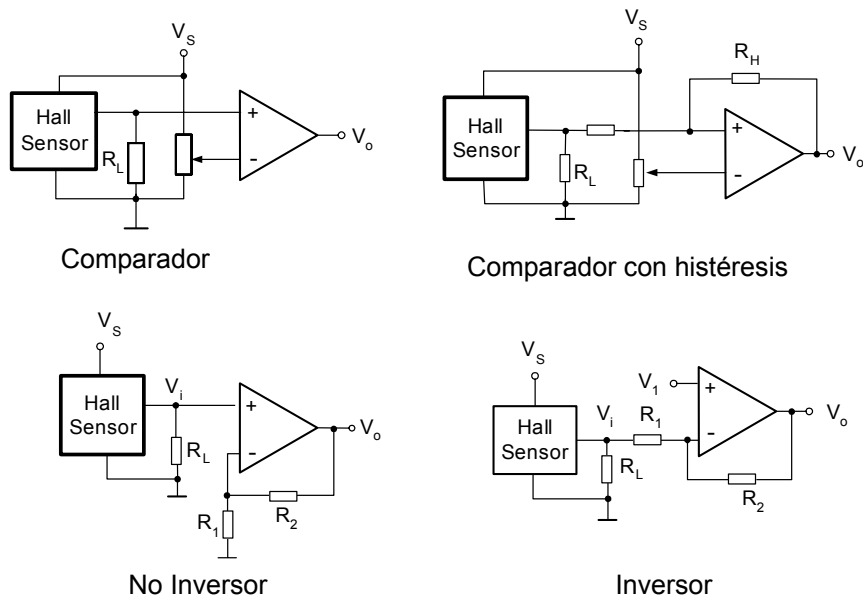 V_S
Hall
Sensor
R_L
+
-
V_o
Comparador
V_S
R_H
Hall
Sensor
R_L
+
-
V_o
Comparador con histéresis
V_S
V_i
Hall
Sensor
R_L
+
-
V_o
R_1
R_2
No Inversor
V_S
V_1
+
V_i
R_1
-
V_o
Hall
Sensor
R_L
R_2
Inversor